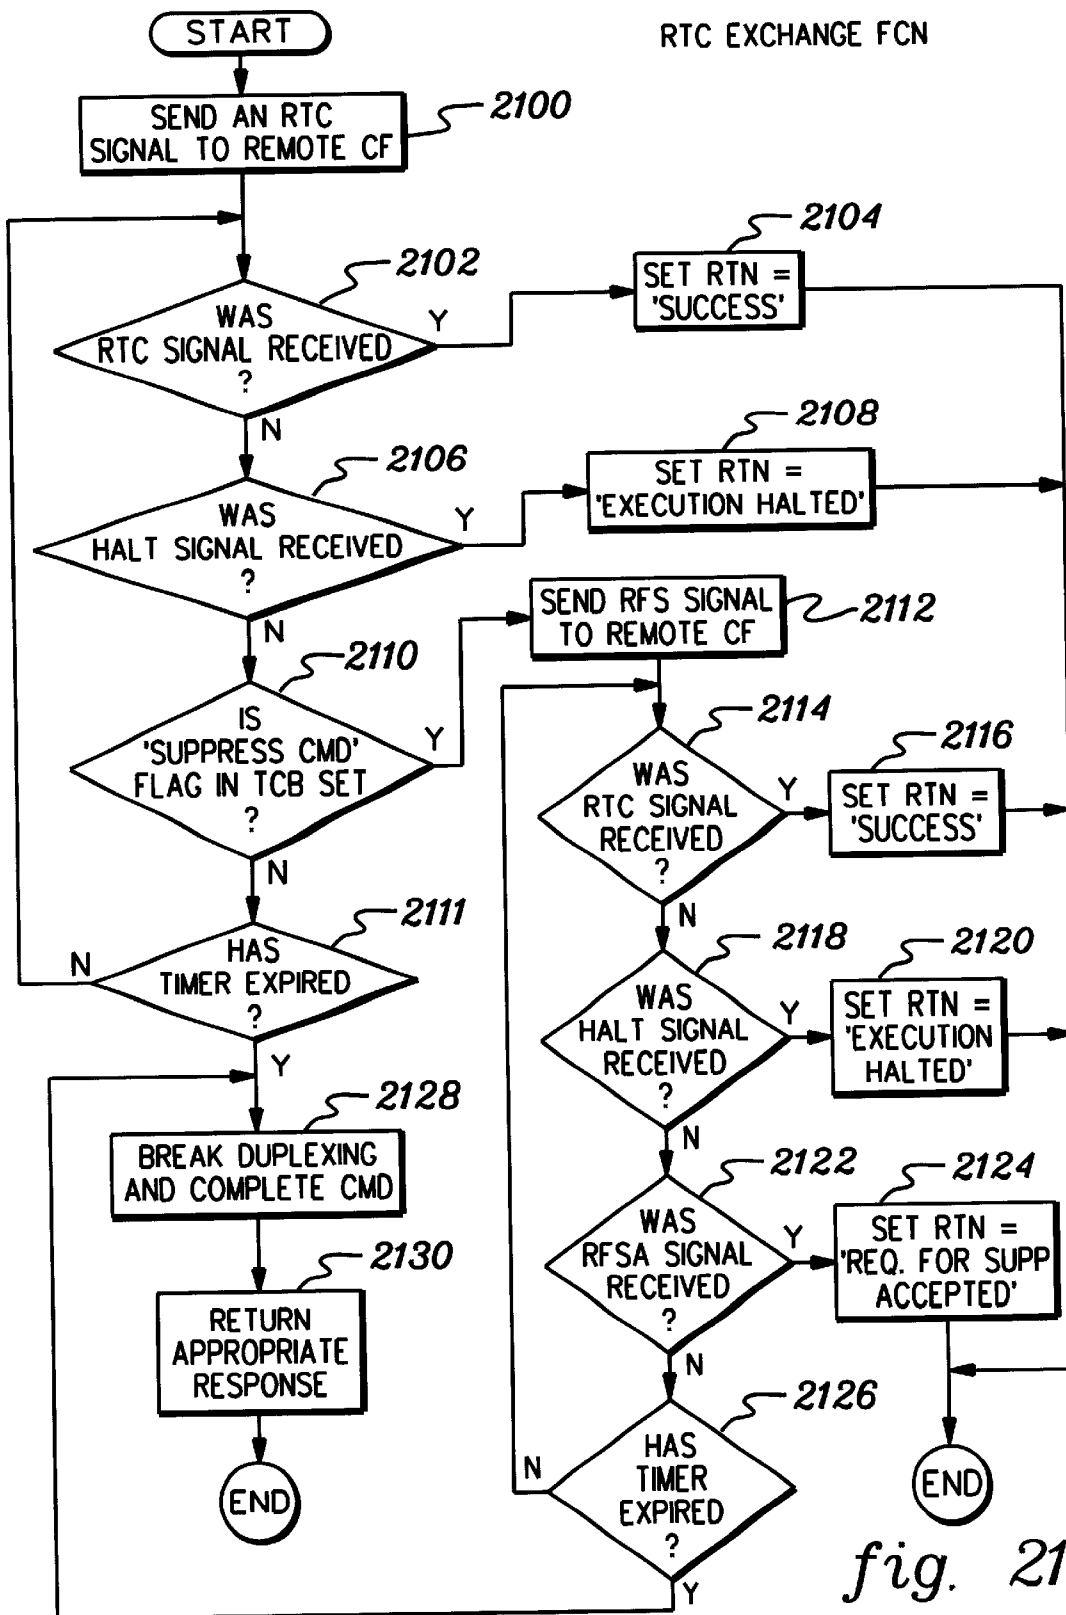 START
RTC EXCHANGE FCN
SEND AN RTC
SIGNAL TO REMOTE CF
2100
2102
WAS
RTC SIGNAL RECEIVED
?
Y
N
2104
SET RTN =
'SUCCESS'
2106
WAS
HALT SIGNAL RECEIVED
?
Y
N
2108
SET RTN =
'EXECUTION HALTED'
2110
IS
'SUPPRESS CMD'
FLAG IN TCB SET
?
Y
N
SEND RFS SIGNAL
TO REMOTE CF
2112
2111
HAS
TIMER EXPIRED
?
N
Y
2114
WAS
RTC SIGNAL
RECEIVED
?
Y
N
2116
SET RTN =
'SUCCESS'
2118
WAS
HALT SIGNAL
RECEIVED
?
Y
N
2120
SET RTN =
'EXECUTION
HALTED'
2128
BREAK DUPLEXING
AND COMPLETE CMD
2130
RETURN
APPROPRIATE
RESPONSE
END
2122
WAS
RFSA SIGNAL
RECEIVED
?
Y
N
2124
SET RTN =
'REQ. FOR SUPP
ACCEPTED'
2126
HAS
TIMER
EXPIRED
?
N
Y
END
fig. 21